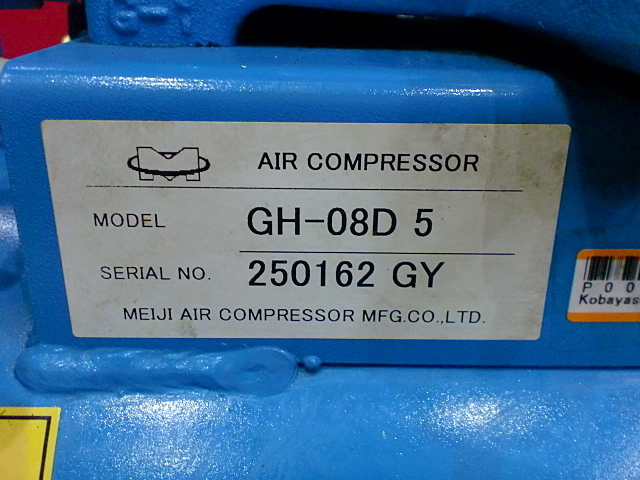 AIR COMPRESSOR
MODEL GH-08D 5
SERIAL NO. 250162 GY
MEIJI AIR COMPRESSOR MFG.CO.,LTD.
P00
Kobayas